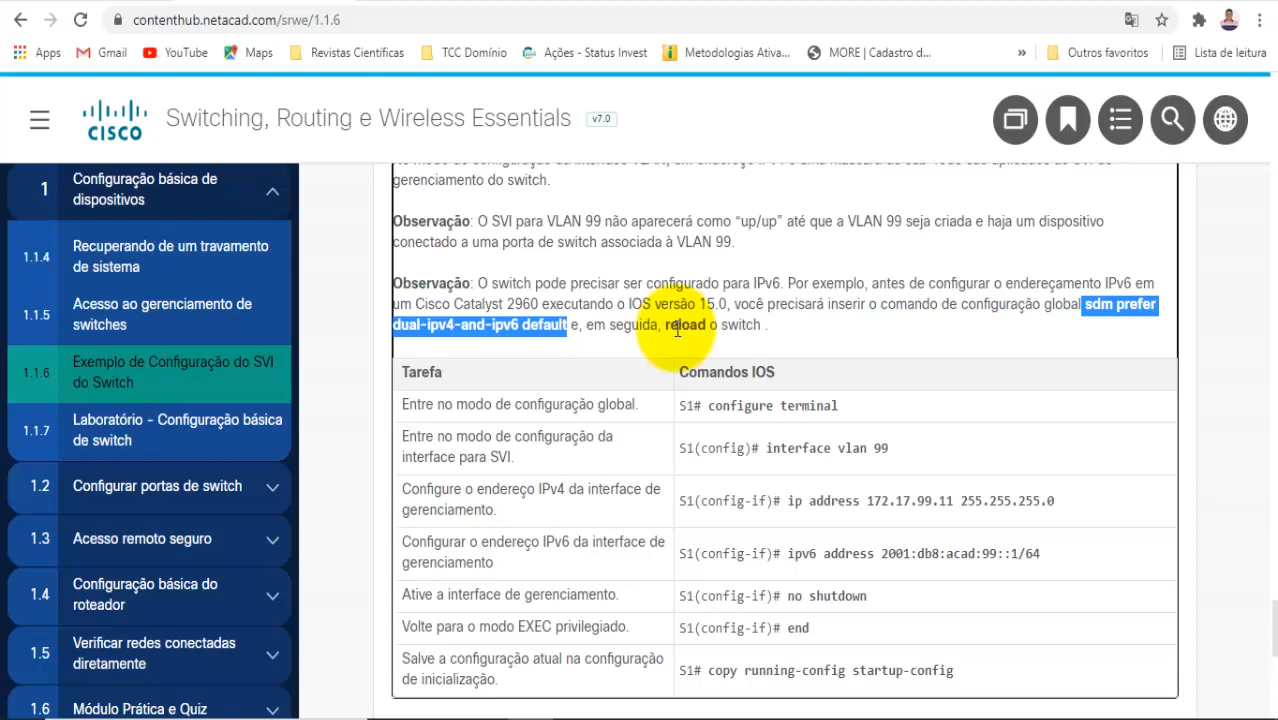 contenthub.netacad.com/srwe/1.1.6
Apps Gmail YouTube Maps Revistas Científicas TCC Domínio Ações - Status Invest Metodologias Ativa... MORE | Cadastro d... » Outros favoritos Lista de leitura
CISCO
Switching, Routing e Wireless Essentials v7.0
1 Configuração básica de
dispositivos
1.1.4 Recuperando de um travamento
de sistema
1.1.5 Acesso ao gerenciamento de
switches
1.1.6 Exemplo de Configuração do SVI
do Switch
1.1.7 Laboratório - Configuração básica
de switch
1.2 Configurar portas de switch
1.3 Acesso remoto seguro
1.4 Configuração básica do
roteador
1.5 Verificar redes conectadas
diretamente
1.6 Módulo Prática e Quiz
gerenciamento do switch.
Observação: O SVI para VLAN 99 não aparecerá como “up/up” até que a VLAN 99 seja criada e haja um dispositivo
conectado a uma porta de switch associada à VLAN 99.
Observação: O switch pode precisar ser configurado para IPv6. Por exemplo, antes de configurar o endereçamento IPv6 em
um Cisco Catalyst 2960 executando o IOS versão 15.0, você precisará inserir o comando de configuração global sdm prefer
dual-ipv4-and-ipv6 default e, em seguida, reload o switch .
Tarefa Comandos IOS
Entre no modo de configuração global. S1# configure terminal
Entre no modo de configuração da
interface para SVI. S1(config)# interface vlan 99
Configure o endereço IPv4 da interface de
gerenciamento. S1(config-if)# ip address 172.17.99.11 255.255.255.0
Configurar o endereço IPv6 da interface de
gerenciamento S1(config-if)# ipv6 address 2001:db8:acad:99::1/64
Ative a interface de gerenciamento. S1(config-if)# no shutdown
Volte para o modo EXEC privilegiado. S1(config-if)# end
Salve a configuração atual na configuração
de inicialização. S1# copy running-config startup-config